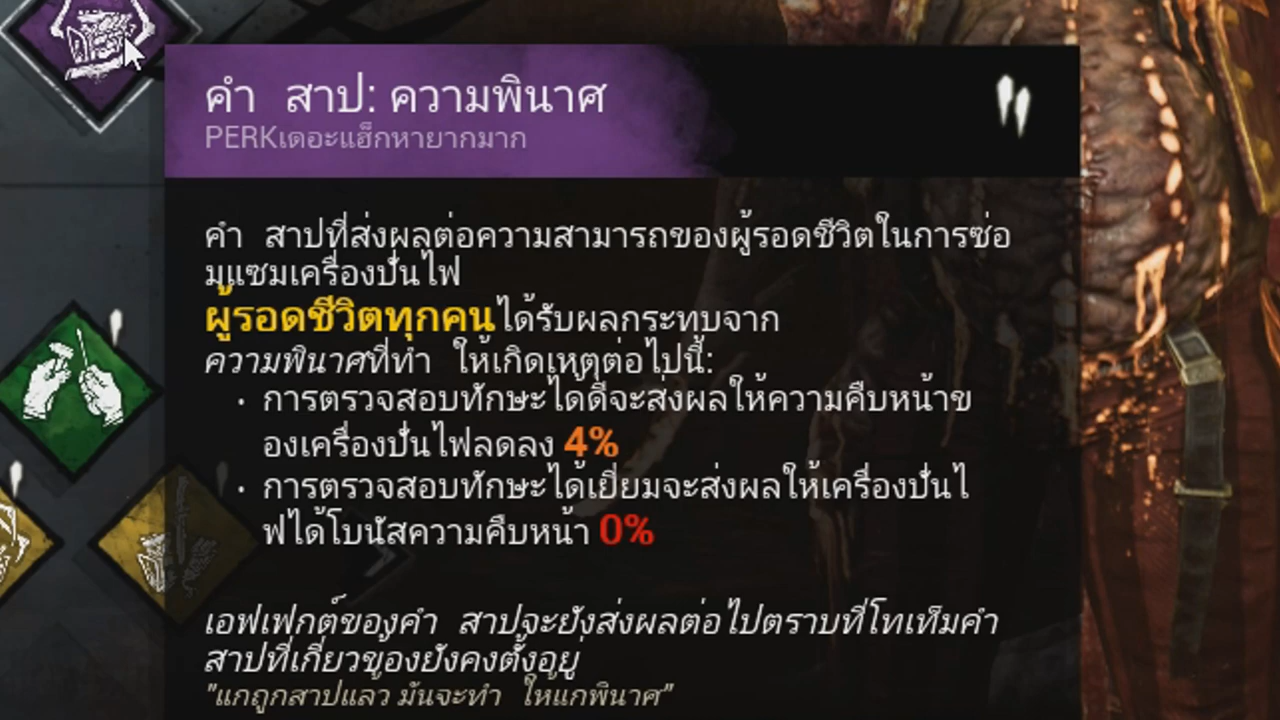 คำ สาป: ความพินาศ
PERKเดอะแฮ็กหายากมาก
คำ สาปที่ส่งผลต่อความสามารถของผู้รอดชีวิตในการซ่อ
มแซมเครื่องปั่นไฟ
ผู้รอดชีวิตทุกคนได้รับผลกระทบจาก
ความพินาศที่ทำ ให้เกิดเหตุต่อไปนี้:
• การตรวจสอบทักษะได้ดีจะส่งผลให้ความคืบหน้าข
องเครื่องปั่นไฟลดลง 4%
• การตรวจสอบทักษะได้เยี่ยมจะส่งผลให้เครื่องปั่นไ
ฟได้โบนัสความคืบหน้า 0%
เอฟเฟกต์ของคำ สาปจะยังส่งผลต่อไปตราบที่โทเท็มคำ
สาปที่เกี่ยวข้องยังคงตั้งอยู่
"แกถูกสาปแล้ว มันจะทำ ให้แกพินาศ"